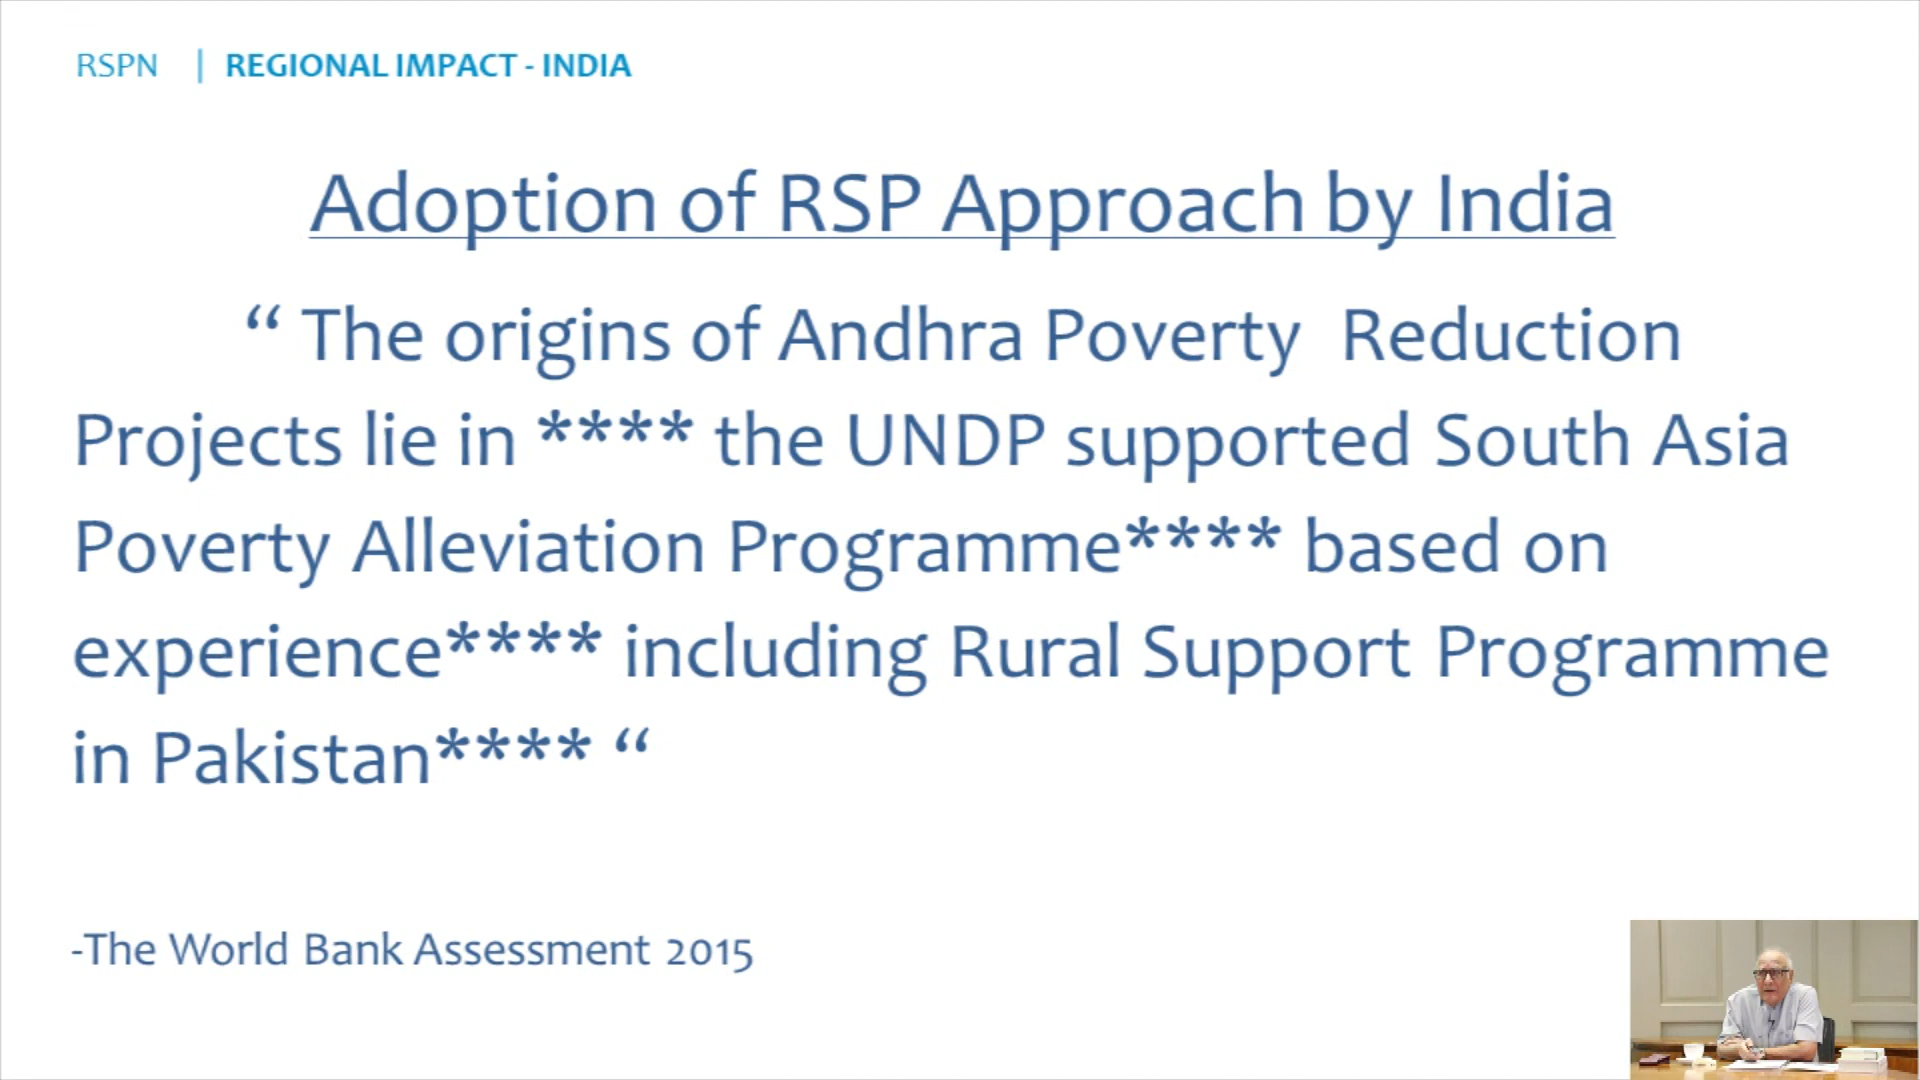 RSPN | REGIONAL IMPACT - INDIA
Adoption of RSP Approach by India
“ The origins of Andhra Poverty  Reduction
Projects lie in **** the UNDP supported South Asia
Poverty Alleviation Programme**** based on
experience**** including Rural Support Programme
in Pakistan**** “
-The World Bank Assessment 2015